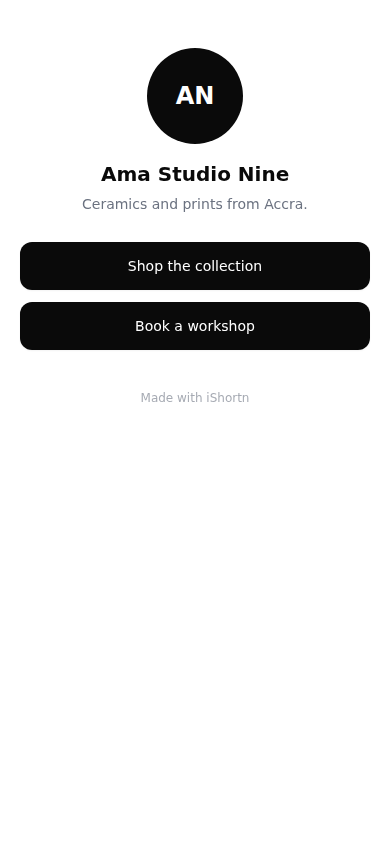 AN
Ama Studio Nine
Ceramics and prints from Accra.
Shop the collection
Book a workshop
Made with iShortn